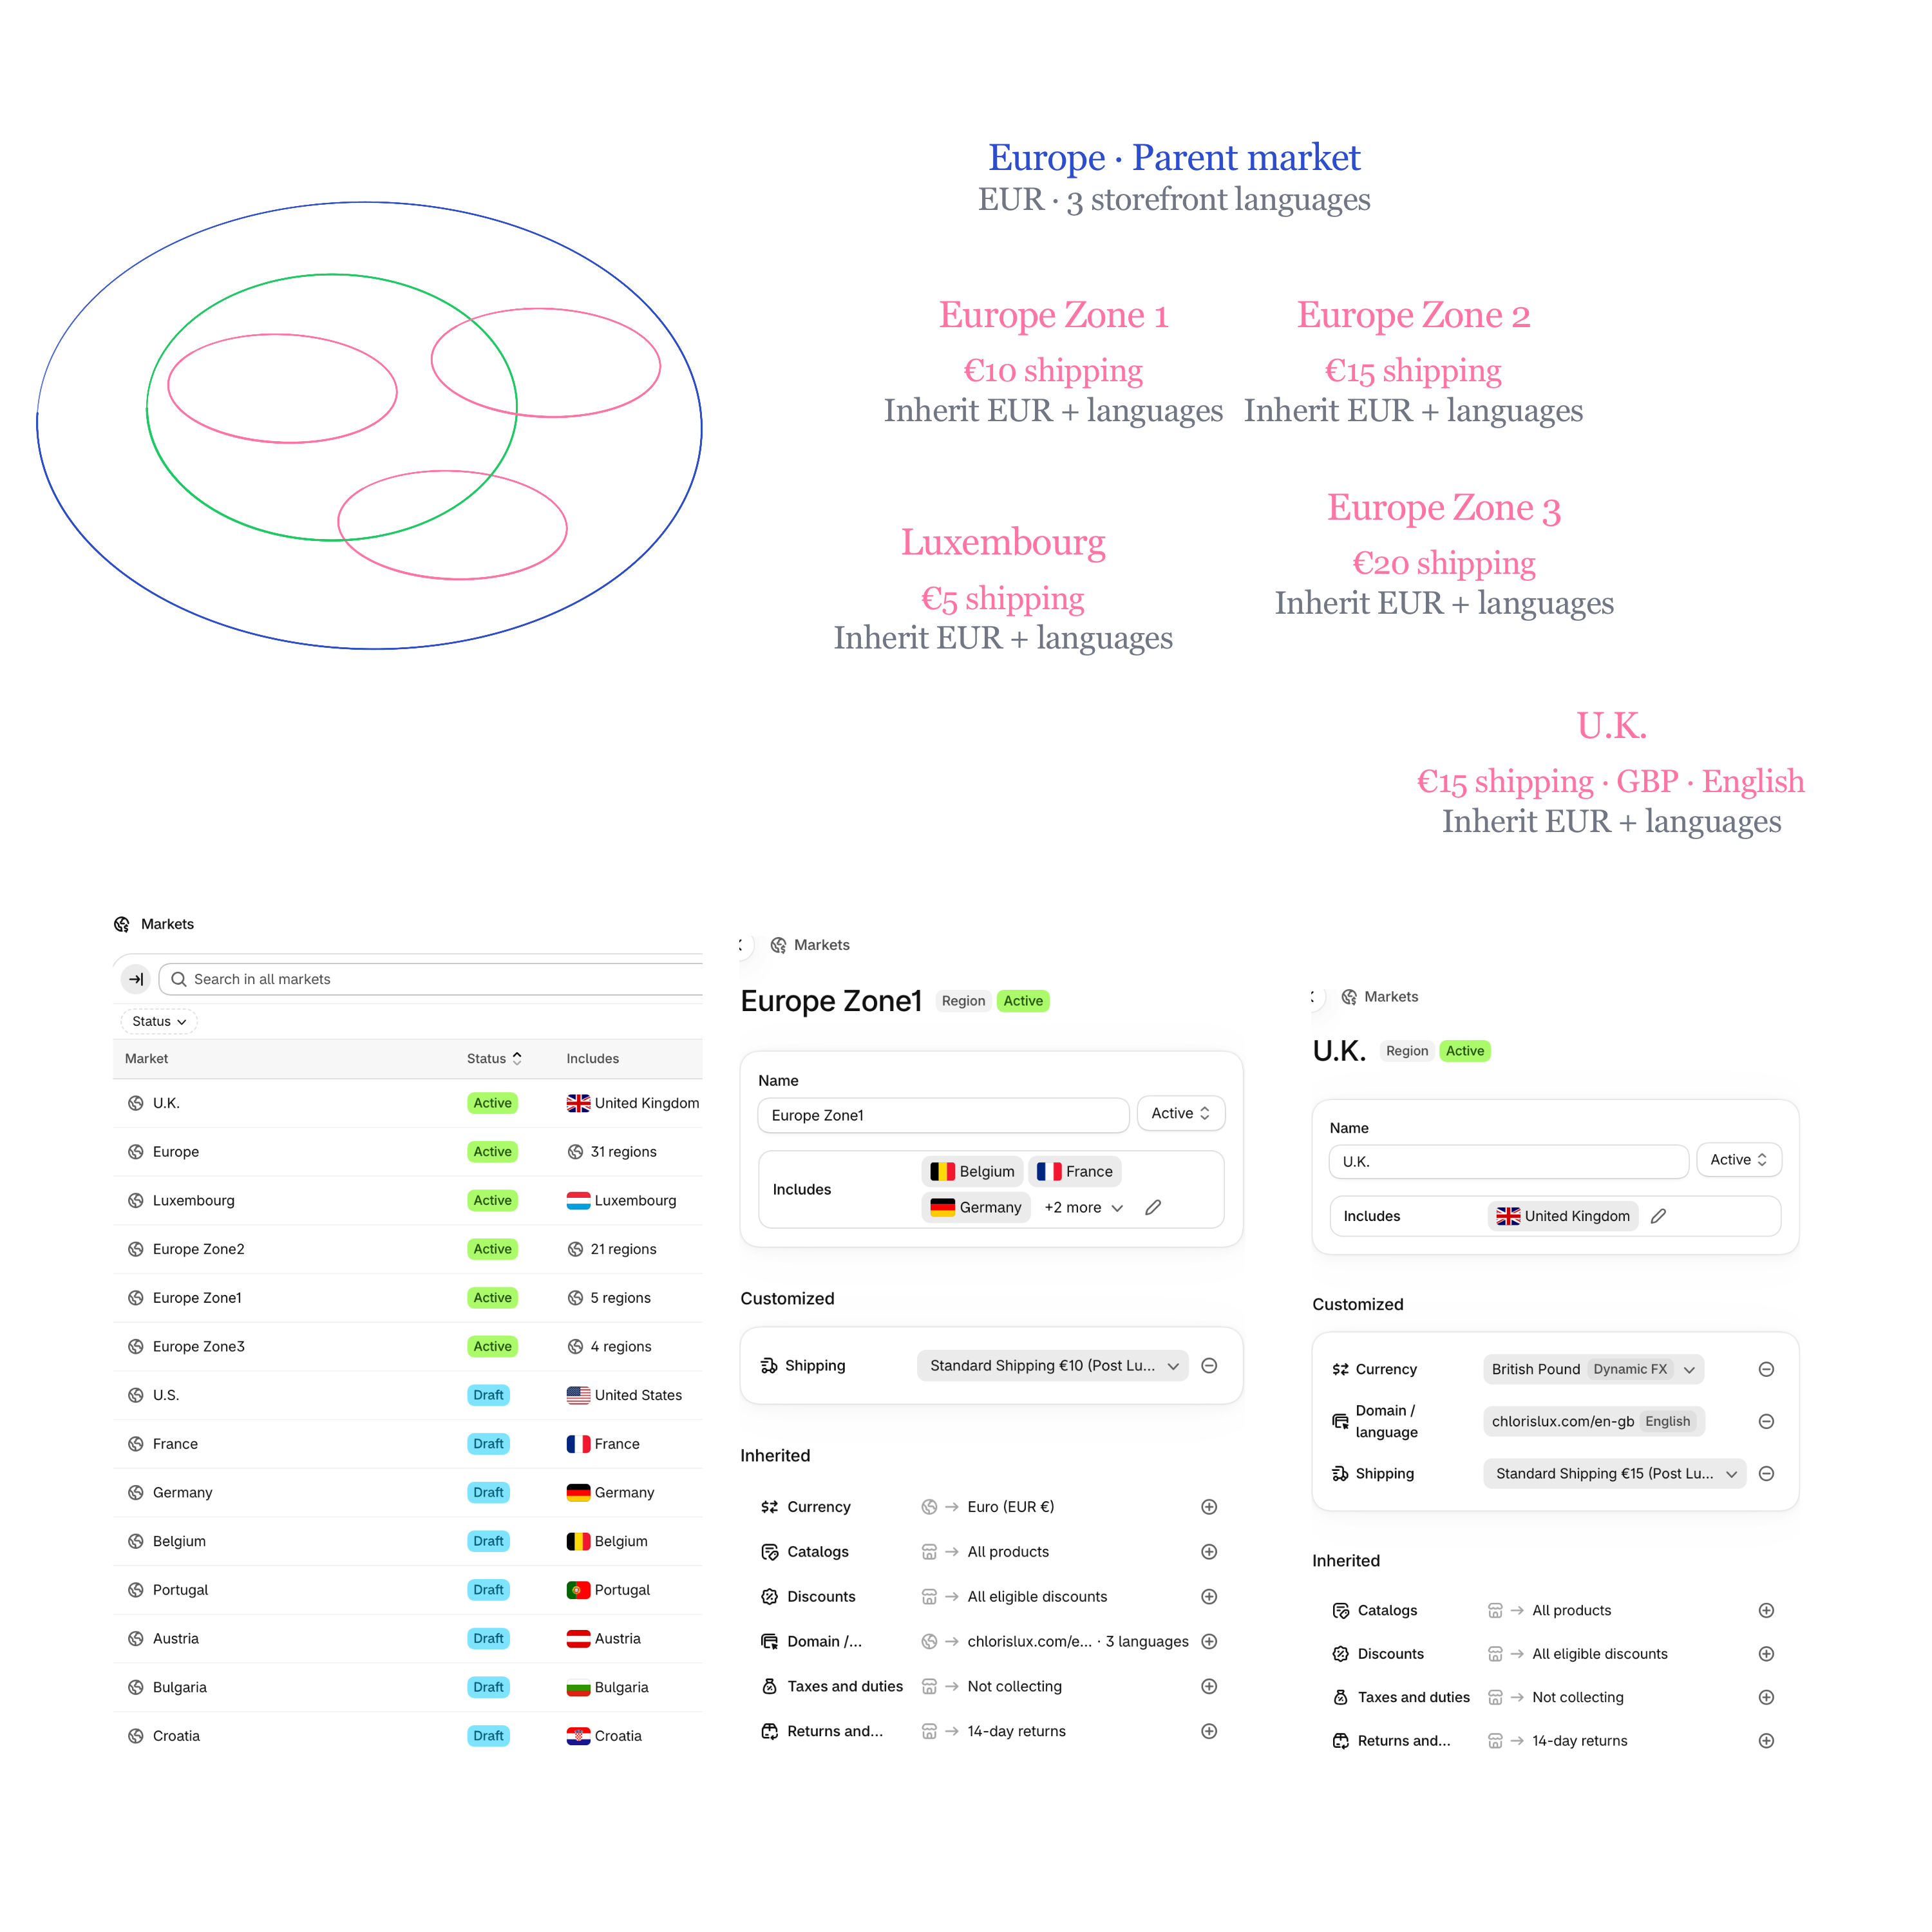 Europe · Parent market
EUR · 3 storefront languages
Europe Zone 1
€10 shipping
Inherit EUR + languages
Europe Zone 2
€15 shipping
Inherit EUR + languages
Luxembourg
€5 shipping
Inherit EUR + languages
Europe Zone 3
€20 shipping
Inherit EUR + languages
U.K.
€15 shipping · GBP · English
Inherit EUR + languages
Markets
Search in all markets
Status
Market Status Includes
U.K. Active United Kingdom
Europe Active 31 regions
Luxembourg Active Luxembourg
Europe Zone2 Active 21 regions
Europe Zone1 Active 5 regions
Europe Zone3 Active 4 regions
U.S. Draft United States
France Draft France
Germany Draft Germany
Belgium Draft Belgium
Portugal Draft Portugal
Austria Draft Austria
Bulgaria Draft Bulgaria
Croatia Draft Croatia
Markets
Europe Zone1 Region Active
Name
Europe Zone1 Active
Includes Belgium France
Germany +2 more
Customized
Shipping Standard Shipping €10 (Post Lu...
Inherited
Currency Euro (EUR €)
Catalogs All products
Discounts All eligible discounts
Domain /... chlorislux.com/e... · 3 languages
Taxes and duties Not collecting
Returns and... 14-day returns
Markets
U.K. Region Active
Name
U.K. Active
Includes United Kingdom
Customized
Currency British Pound Dynamic FX
Domain /
language chlorislux.com/en-gb English
Shipping Standard Shipping €15 (Post Lu...
Inherited
Catalogs All products
Discounts All eligible discounts
Taxes and duties Not collecting
Returns and... 14-day returns